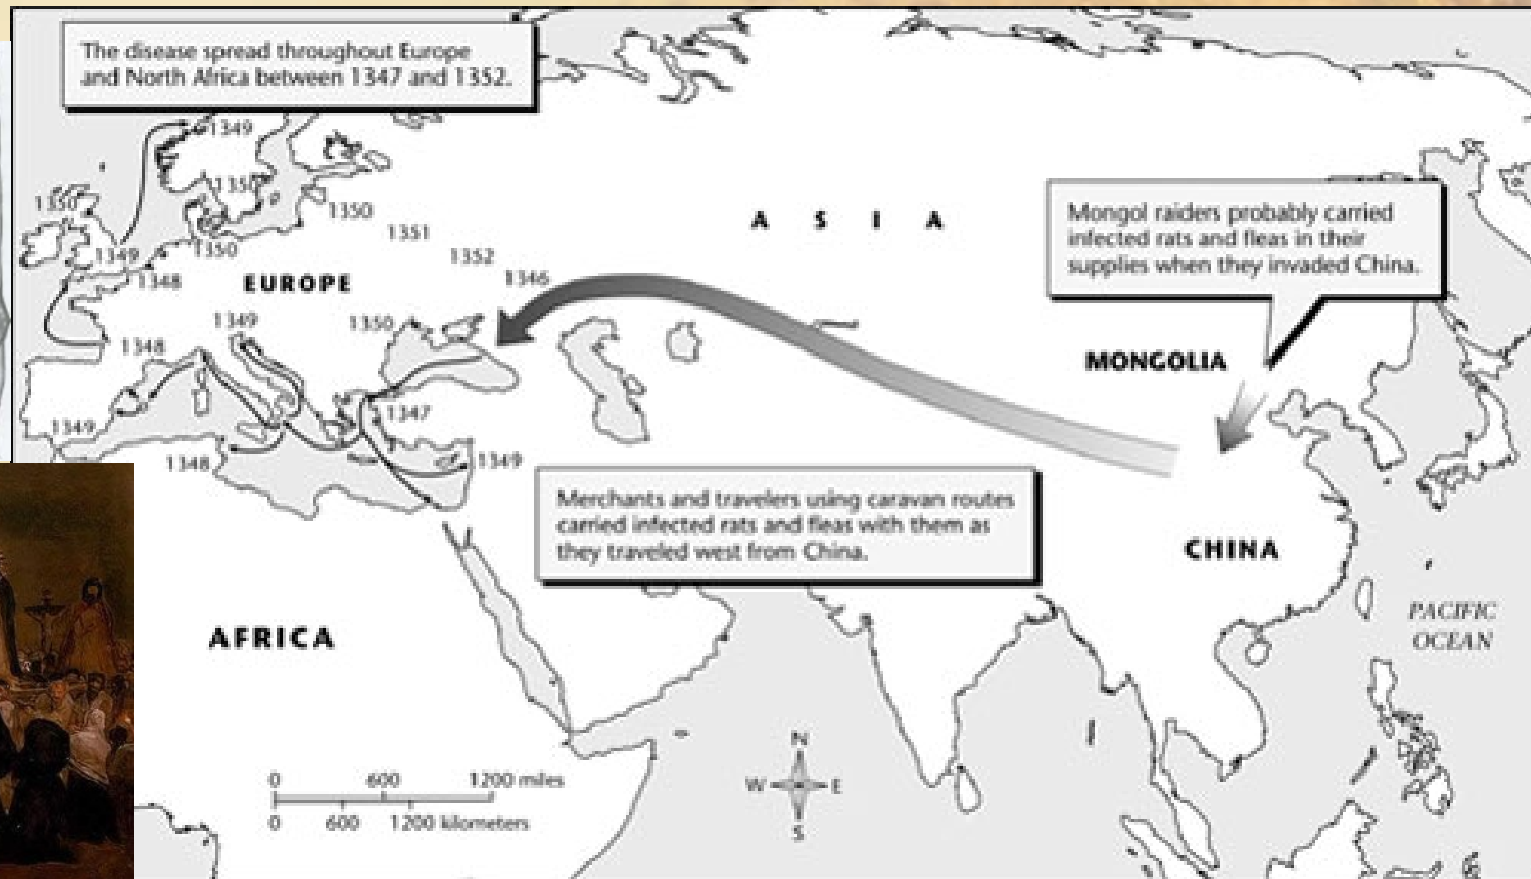 The disease spread throughout Europe
and North Africa between 1347 and 1352.
1349
1350
1350
1350
1351
1349
1350
1352
1348
EUROPE
1346
1349
1350
1348
1347
1349
1348
1349
A S I A
Mongol raiders probably carried
infected rats and fleas in their
supplies when they invaded China.
MONGOLIA
Merchants and travelers using caravan routes
carried infected rats and fleas with them as
they traveled west from China.
CHINA
AFRICA
PACIFIC
OCEAN
N
W E
S
0 600 1200 miles
0 600 1200 kilometers